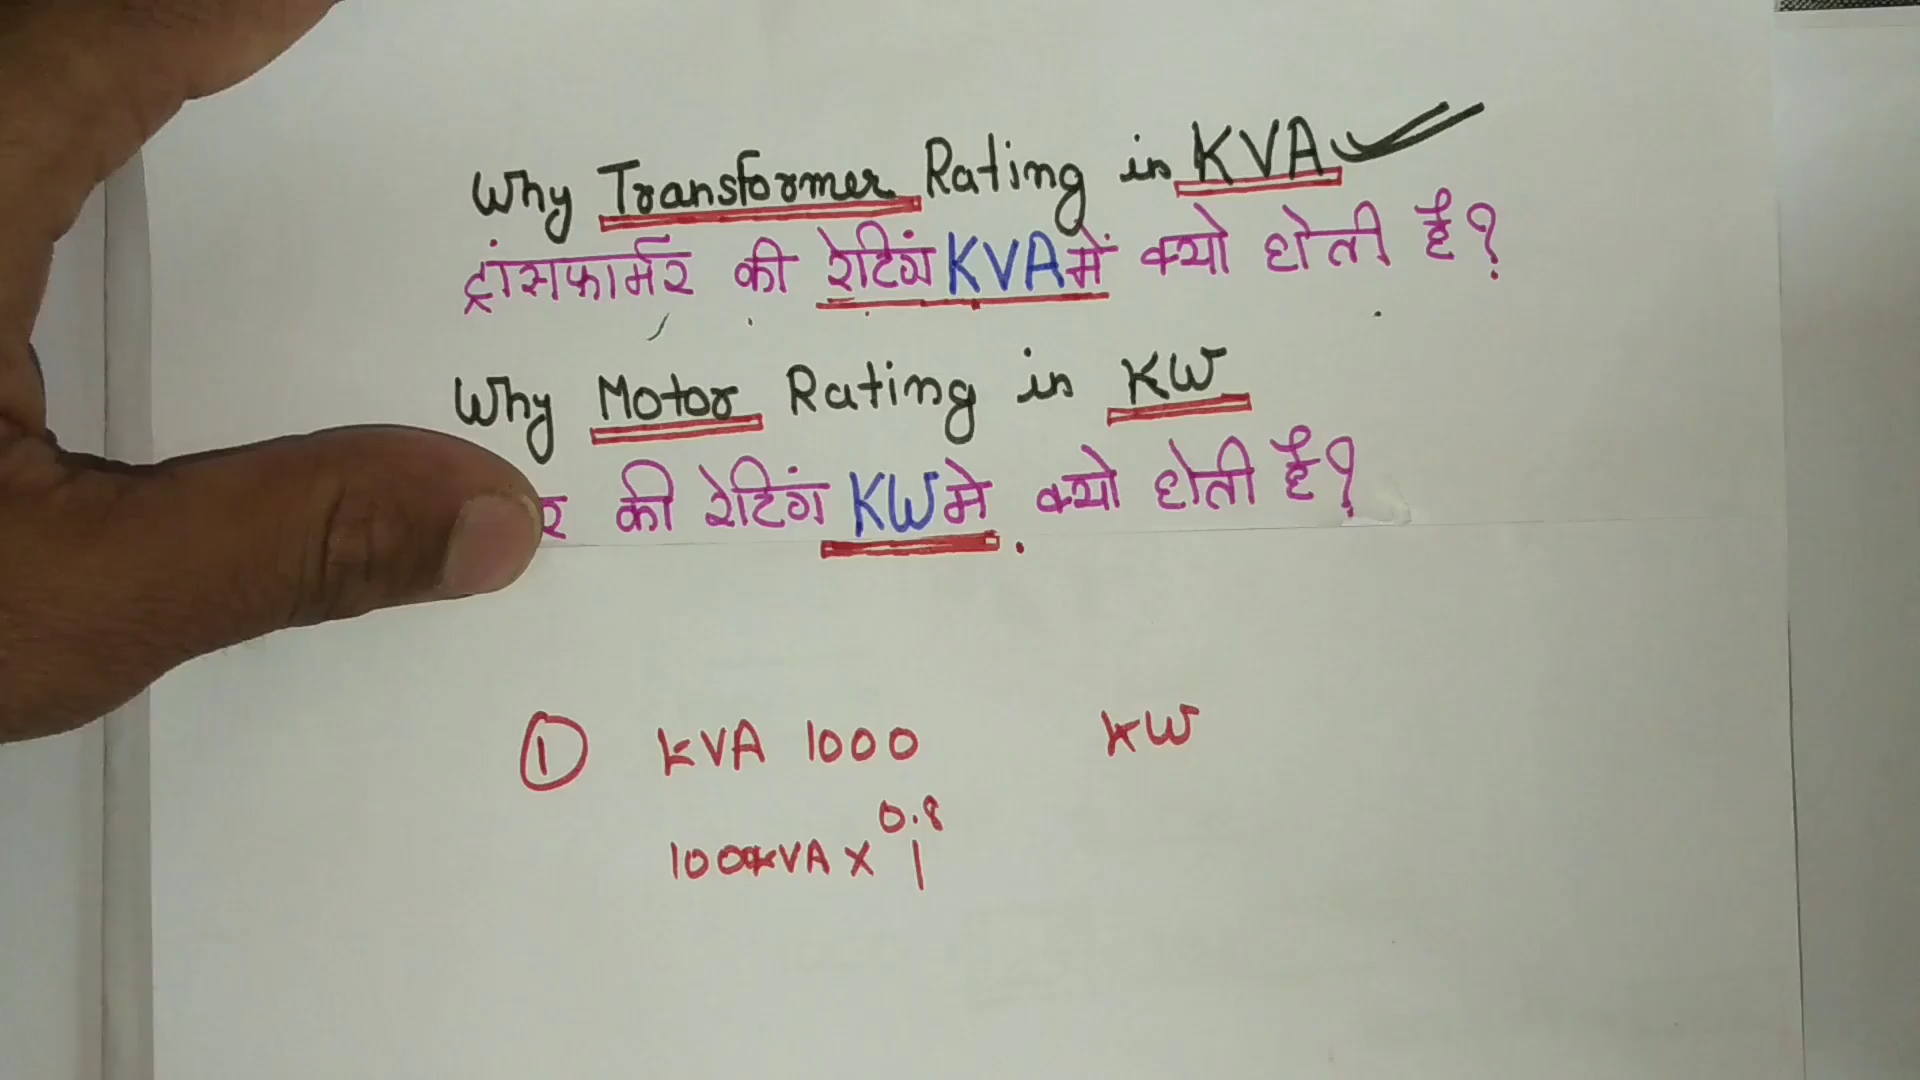 Why Transformer Rating in KVA
ट्रांसफार्मर की रेटिंग KVA में क्यो होती है?
Why Motor Rating in KW
र की रेटिंग KW मे क्यो होती है?
1 KVA 1000 KW
0.8
KVA X 1